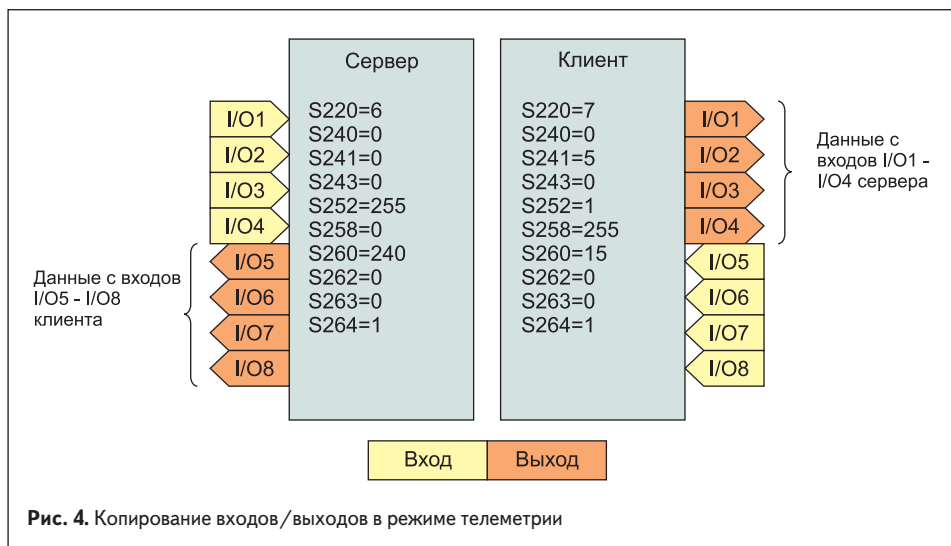 Сервер
S220=6
S240=0
S241=0
S243=0
S252=255
S258=0
S260=240
S262=0
S263=0
S264=1
I/O1
I/O2
I/O3
I/O4
I/O5
I/O6
I/O7
I/O8
Данные с входов
I/O5 - I/O8
клиента
Клиент
S220=7
S240=0
S241=5
S243=0
S252=1
S258=255
S260=15
S262=0
S263=0
S264=1
I/O1
I/O2
I/O3
I/O4
I/O5
I/O6
I/O7
I/O8
Данные с
входов I/O1 -
I/O4 сервера
Вход
Выход
Рис. 4. Копирование входов/выходов в режиме телеметрии